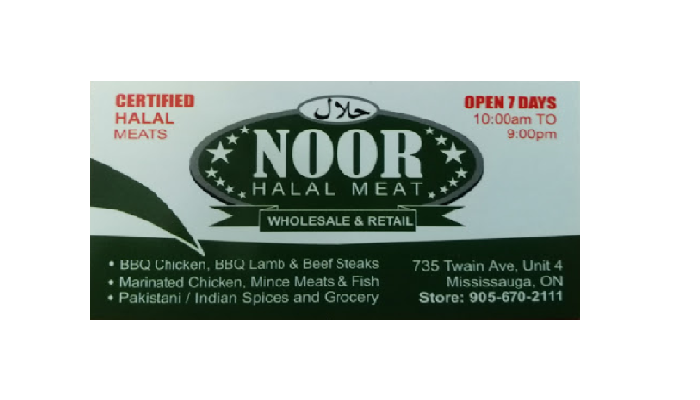 CERTIFIED
HALAL
MEATS
حلال
NOOR
HALAL MEAT
WHOLESALE & RETAIL
OPEN 7 DAYS
10:00am TO
9:00pm
• BBQ Chicken, BBQ Lamb & Beef Steaks
• Marinated Chicken, Mince Meats & Fish
• Pakistani / Indian Spices and Grocery
735 Twain Ave, Unit 4
Mississauga, ON
Store: 905-670-2111